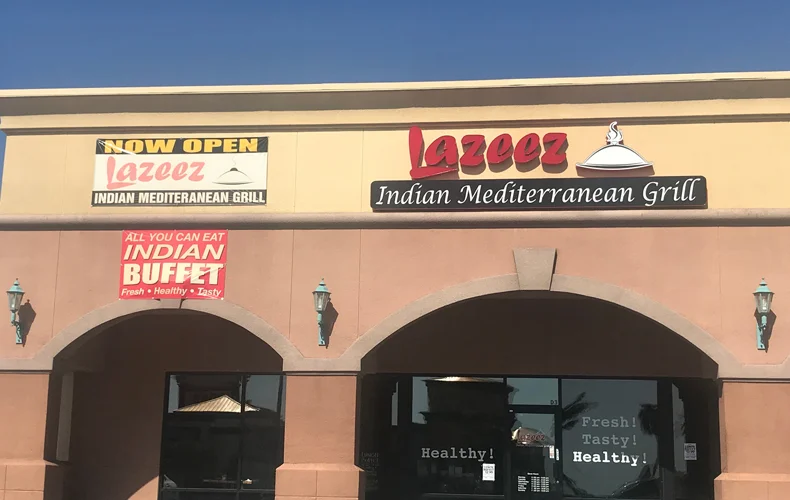 NOW OPEN
Lazeez
INDIAN MEDITERANEAN GRILL
Lazeez
Indian Mediterranean Grill
ALL YOU CAN EAT
INDIAN
BUFFET
Fresh • Healthy • Tasty
Healthy!
Lazeez
Fresh!
Tasty!
Healthy!